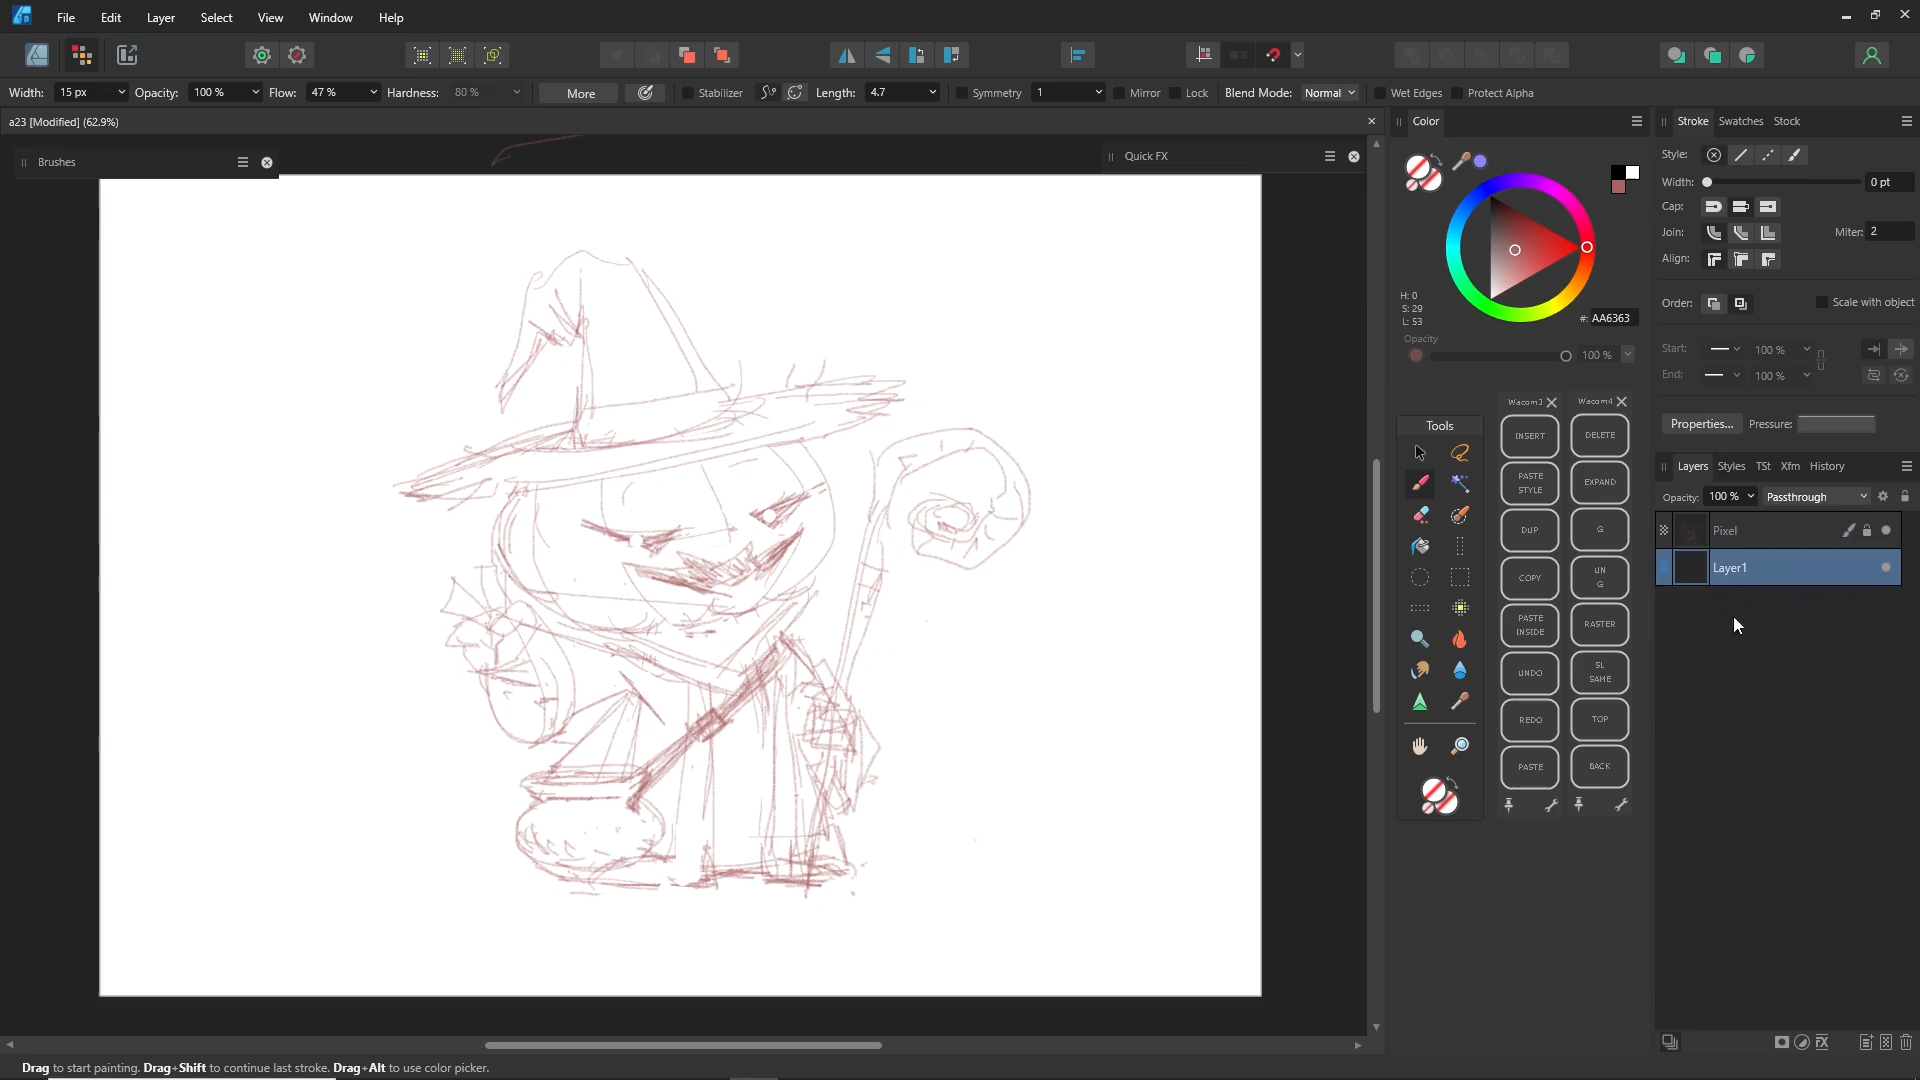 File Edit Layer Select View Window Help
Width: 15 px Opacity: 100 % Flow: 47 % Hardness: 80 % More Stabilizer Length: 4.7 Symmetry 1 Mirror Lock Blend Mode: Normal Wet Edges Protect Alpha
a23 [Modified] (62.9%)
Brushes
Quick FX
Color
H: 0
S: 29
L: 53
#: AA6363
Opacity
100 %
Tools
Wacom3
Wacom4
INSERT
DELETE
PASTE
STYLE
EXPAND
DUP
G
COPY
UN
G
PASTE
INSIDE
RASTER
UNDO
SL
SAME
REDO
TOP
PASTE
BACK
Stroke Swatches Stock
Style:
Width: 0 pt
Cap:
Join: Miter: 2
Align:
Order: Scale with object
Start: 100 %
End: 100 %
Properties... Pressure:
Layers Styles TSt Xfm History
Opacity: 100 % Passthrough
Pixel
Layer1
FX
Drag to start painting. Drag+Shift to continue last stroke. Drag+Alt to use color picker.